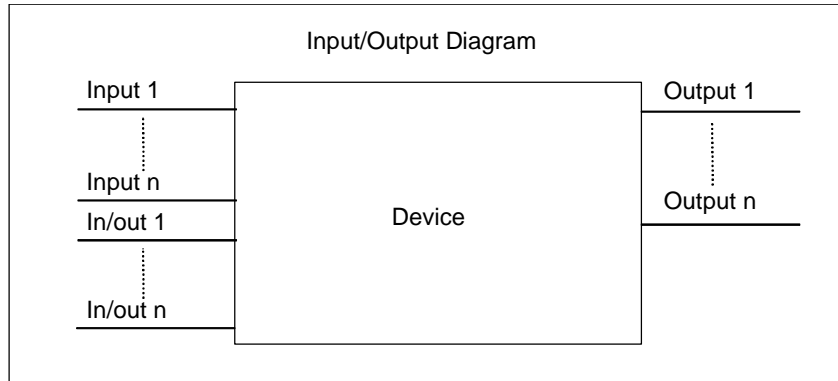 Input/Output Diagram
Input 1
Output 1
Input n
Output n
In/out 1
Device
In/out n